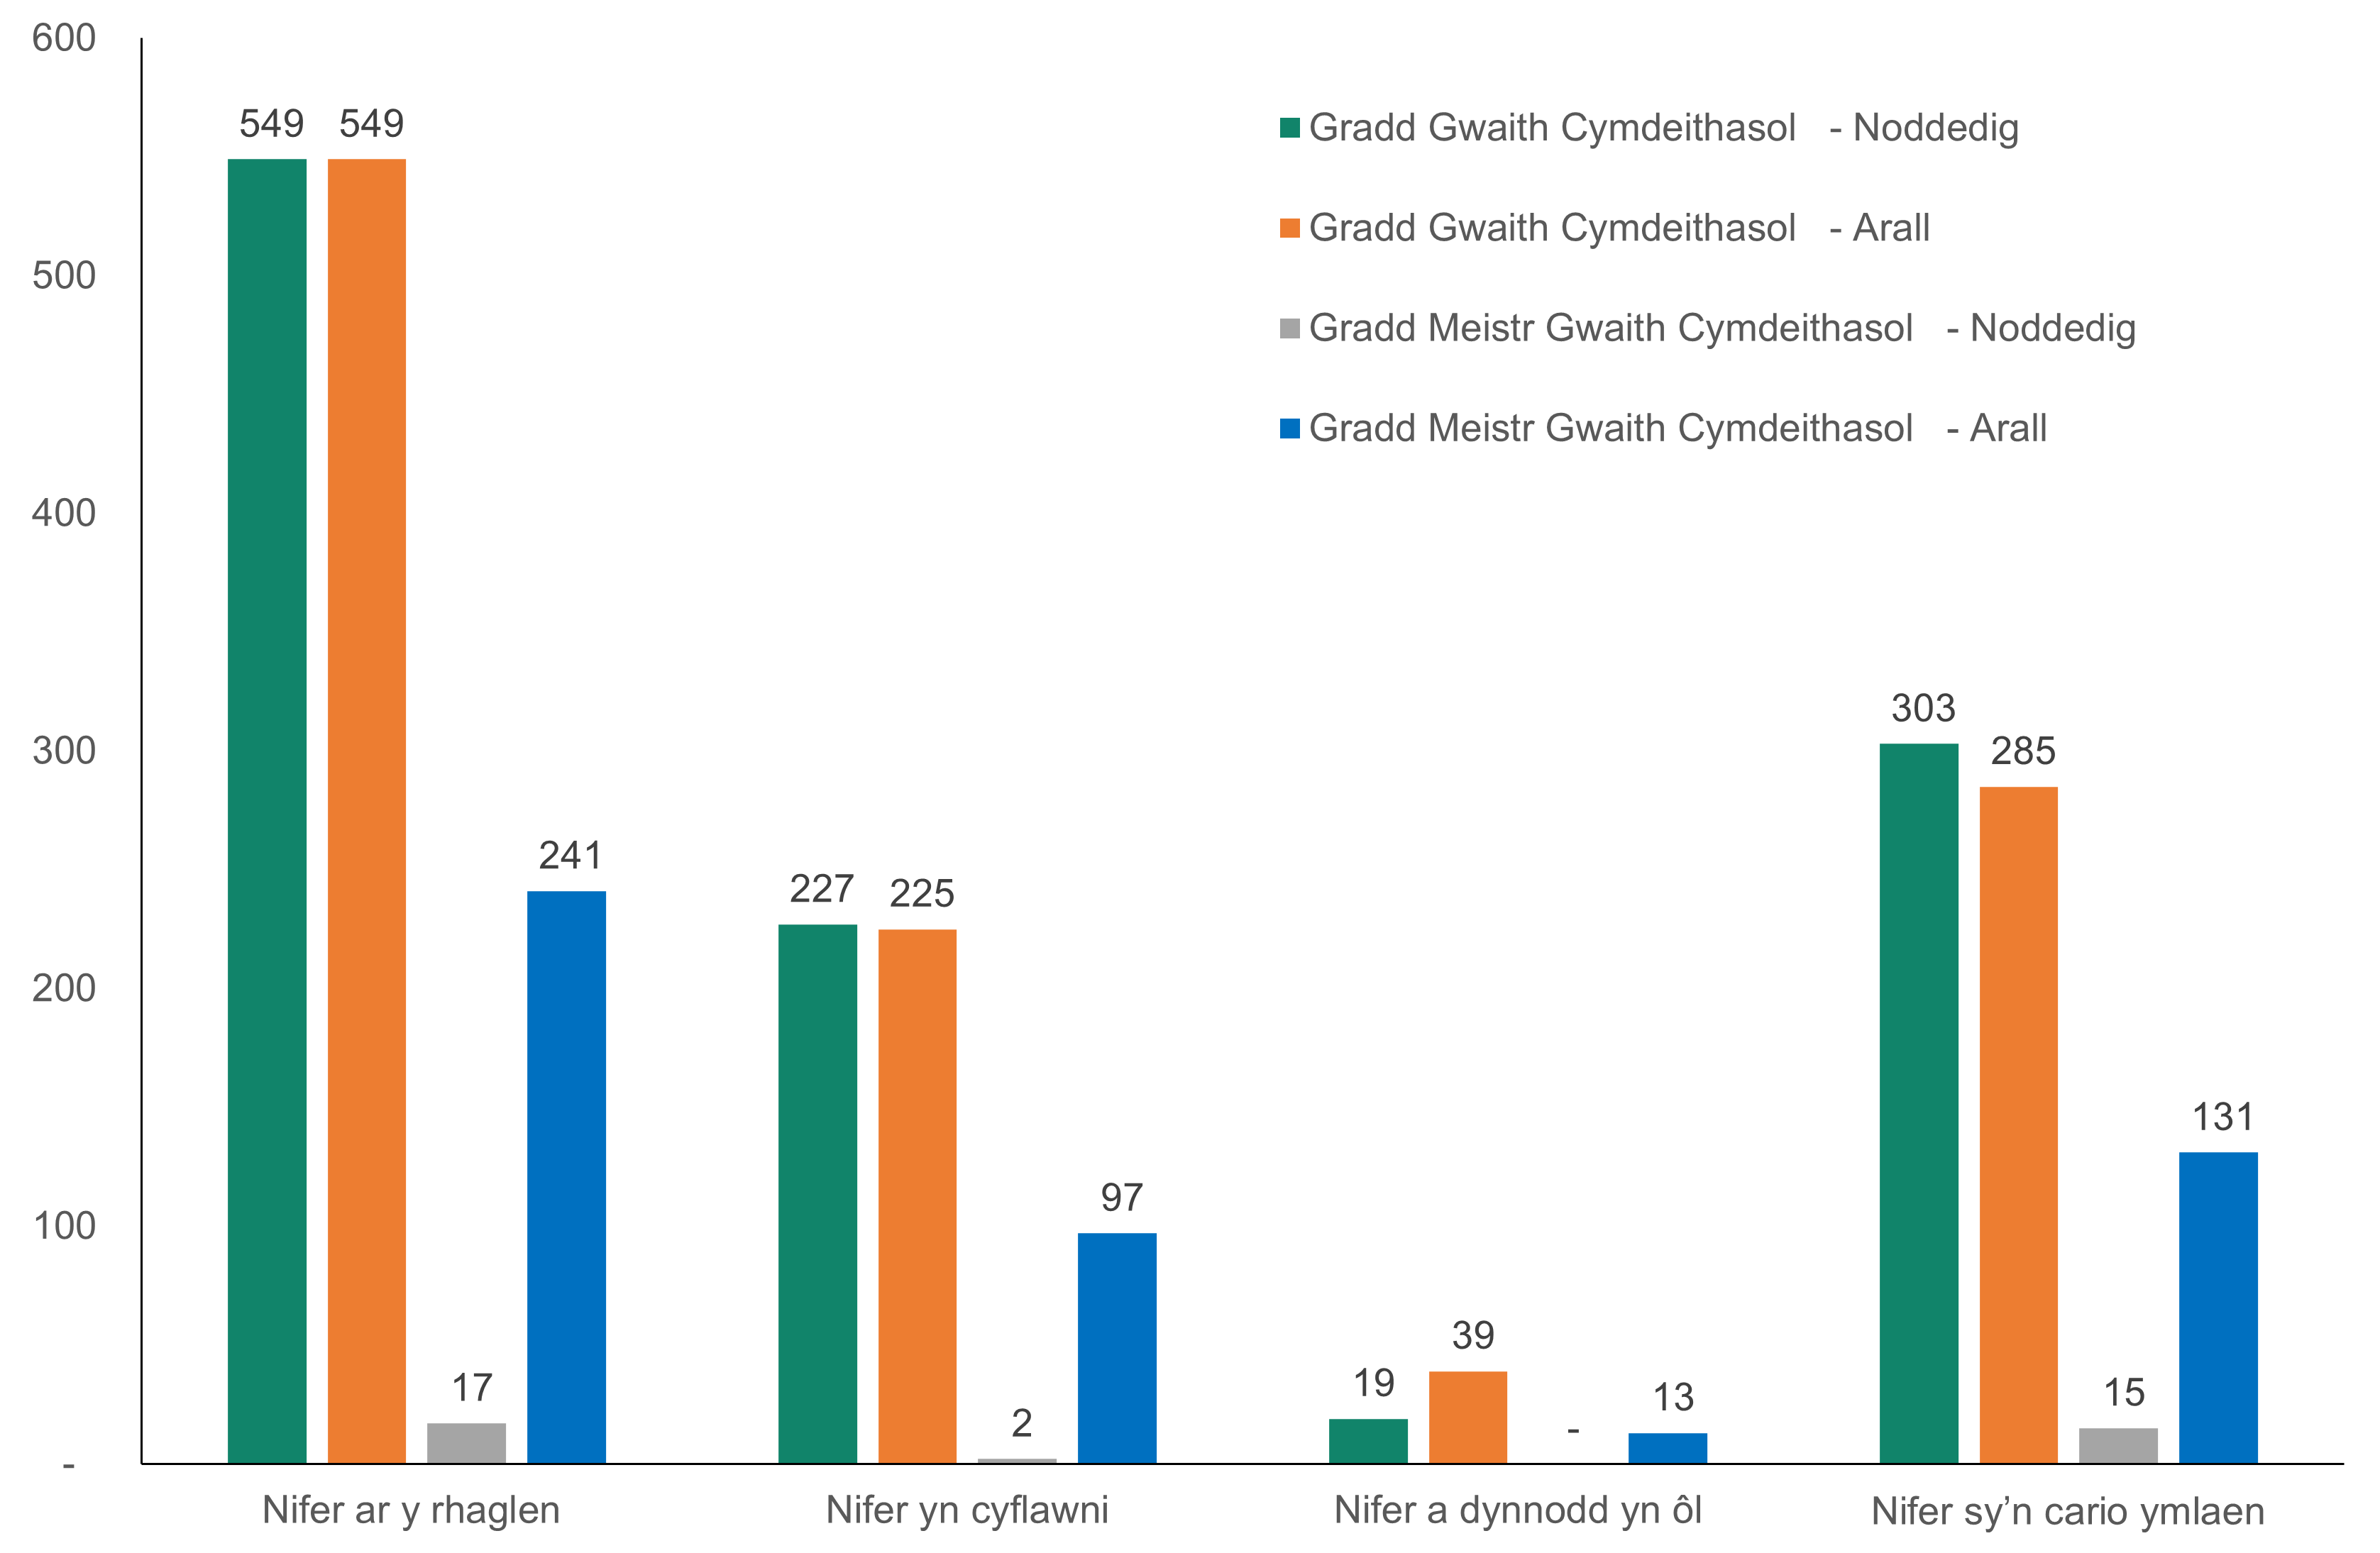 600
500
400
300
200
100
-
549
549
17
241
227
225
2
97
19
39
-
13
303
285
15
131
Nifer ar y rhaglen
Nifer yn cyflawni
Nifer a dynnodd yn ôl
Nifer sy’n cario ymlaen
Gradd Gwaith Cymdeithasol - Noddedig
Gradd Gwaith Cymdeithasol - Arall
Gradd Meistr Gwaith Cymdeithasol - Noddedig
Gradd Meistr Gwaith Cymdeithasol - Arall